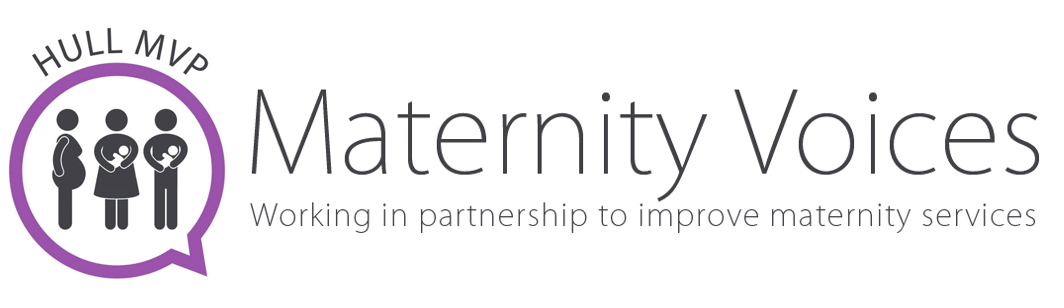 HULL MVP
Maternity Voices
Working in partnership to improve maternity services